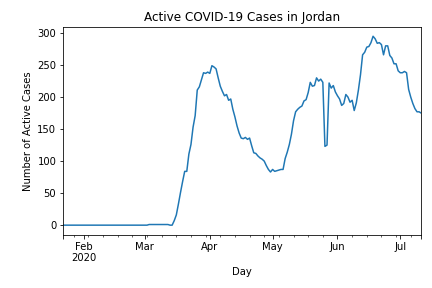 Active COVID-19 Cases in Jordan
Number of Active Cases
300
250
200
150
100
50
0
Feb
2020
Mar
Apr
May
Jun
Jul
Day